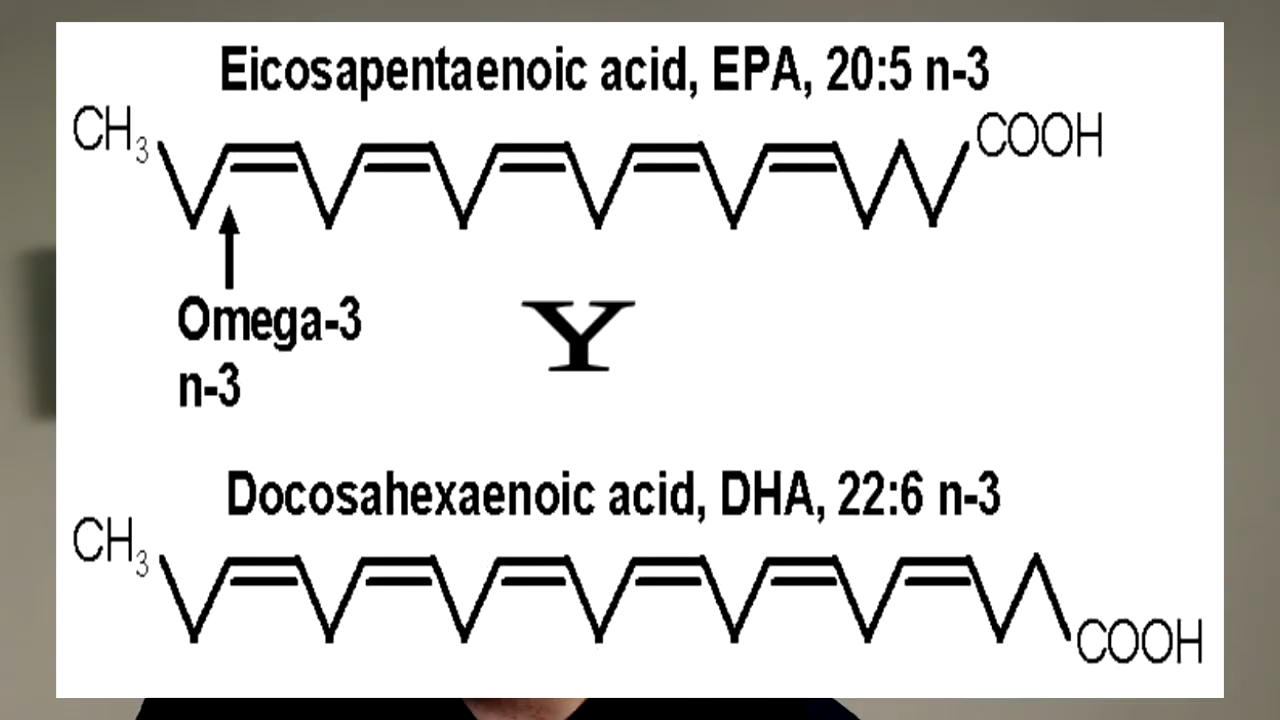 Eicosapentaenoic acid, EPA, 20:5 n-3
CH3
COOH
Omega-3
n-3
Y
Docosahexaenoic acid, DHA, 22:6 n-3
CH3
COOH